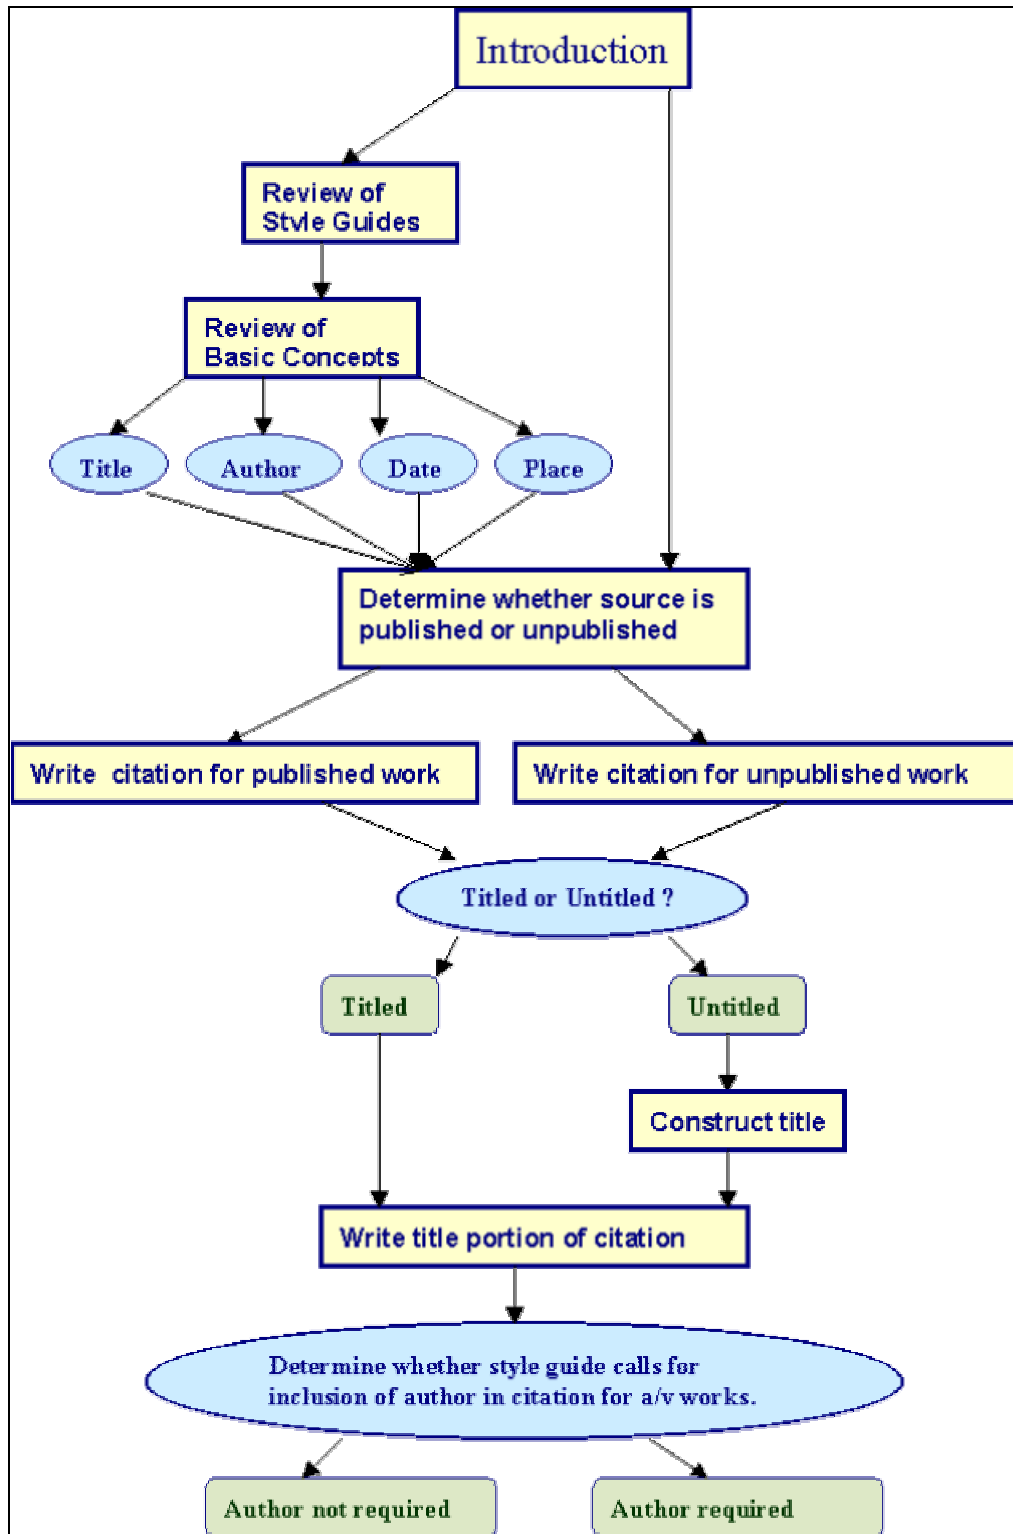 Introduction
Review of
Style Guides
Review of
Basic Concepts
Title
Author
Date
Place
Determine whether source is
published or unpublished
Write citation for published work
Write citation for unpublished work
Titled or Untitled ?
Titled
Untitled
Construct title
Write title portion of citation
Determine whether style guide calls for
inclusion of author in citation for a/v works.
Author not required
Author required